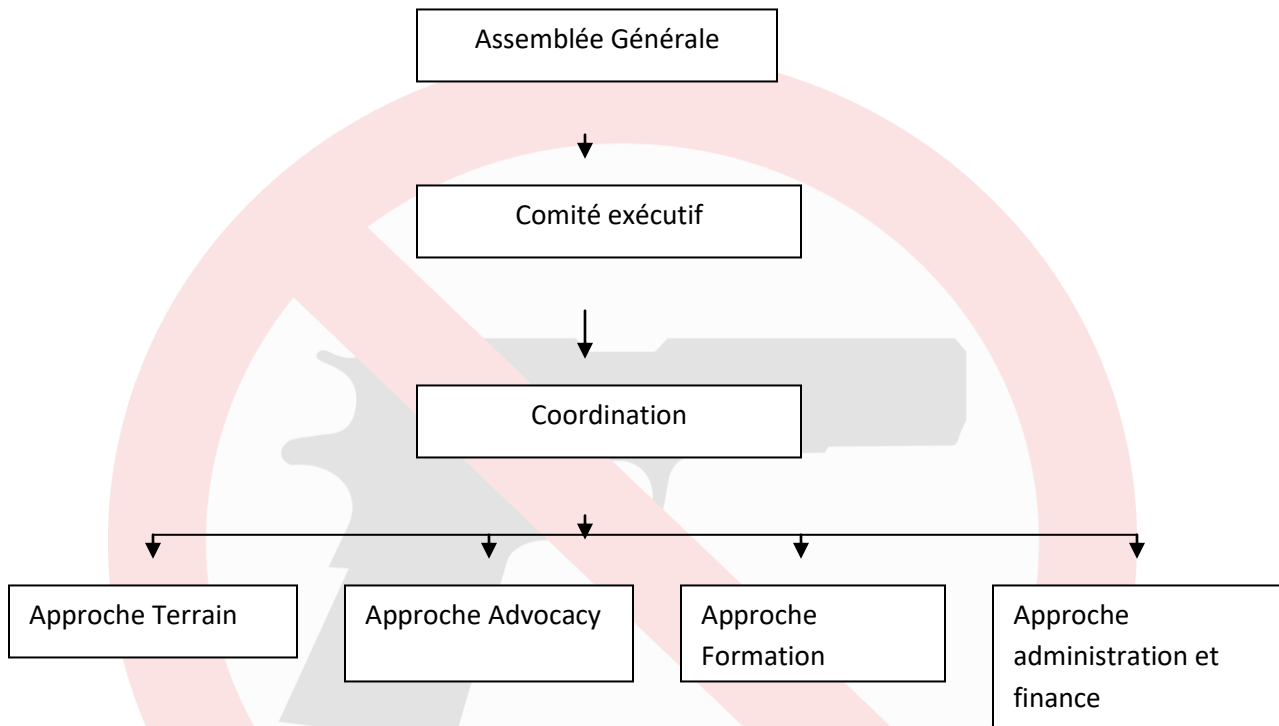 Assemblée Générale
Comité exécutif
Coordination
Approche Terrain
Approche Advocacy
Approche
Formation
Approche
administration et
finance